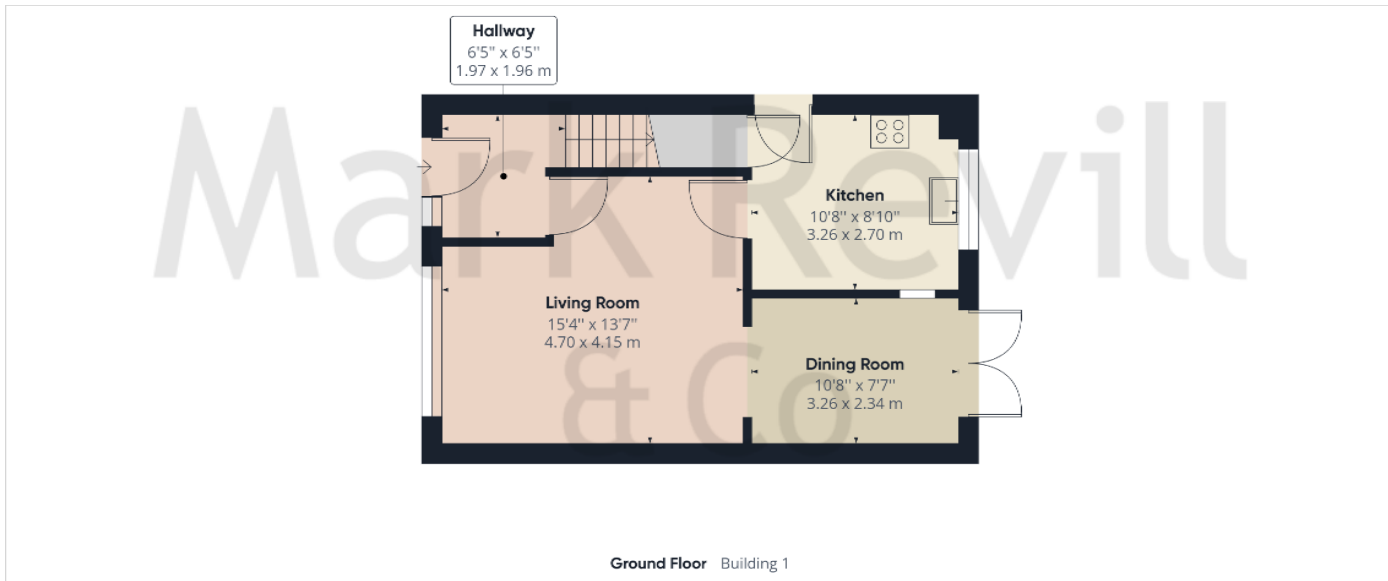 Hallway
6'5" x 6'5"
1.97 x 1.96 m
Mark Revill
& Co
Kitchen
10'8" x 8'10"
3.26 x 2.70 m
Living Room
15'4" x 13'7"
4.70 x 4.15 m
Dining Room
10'8" x 7'7"
3.26 x 2.34 m
Ground Floor Building 1